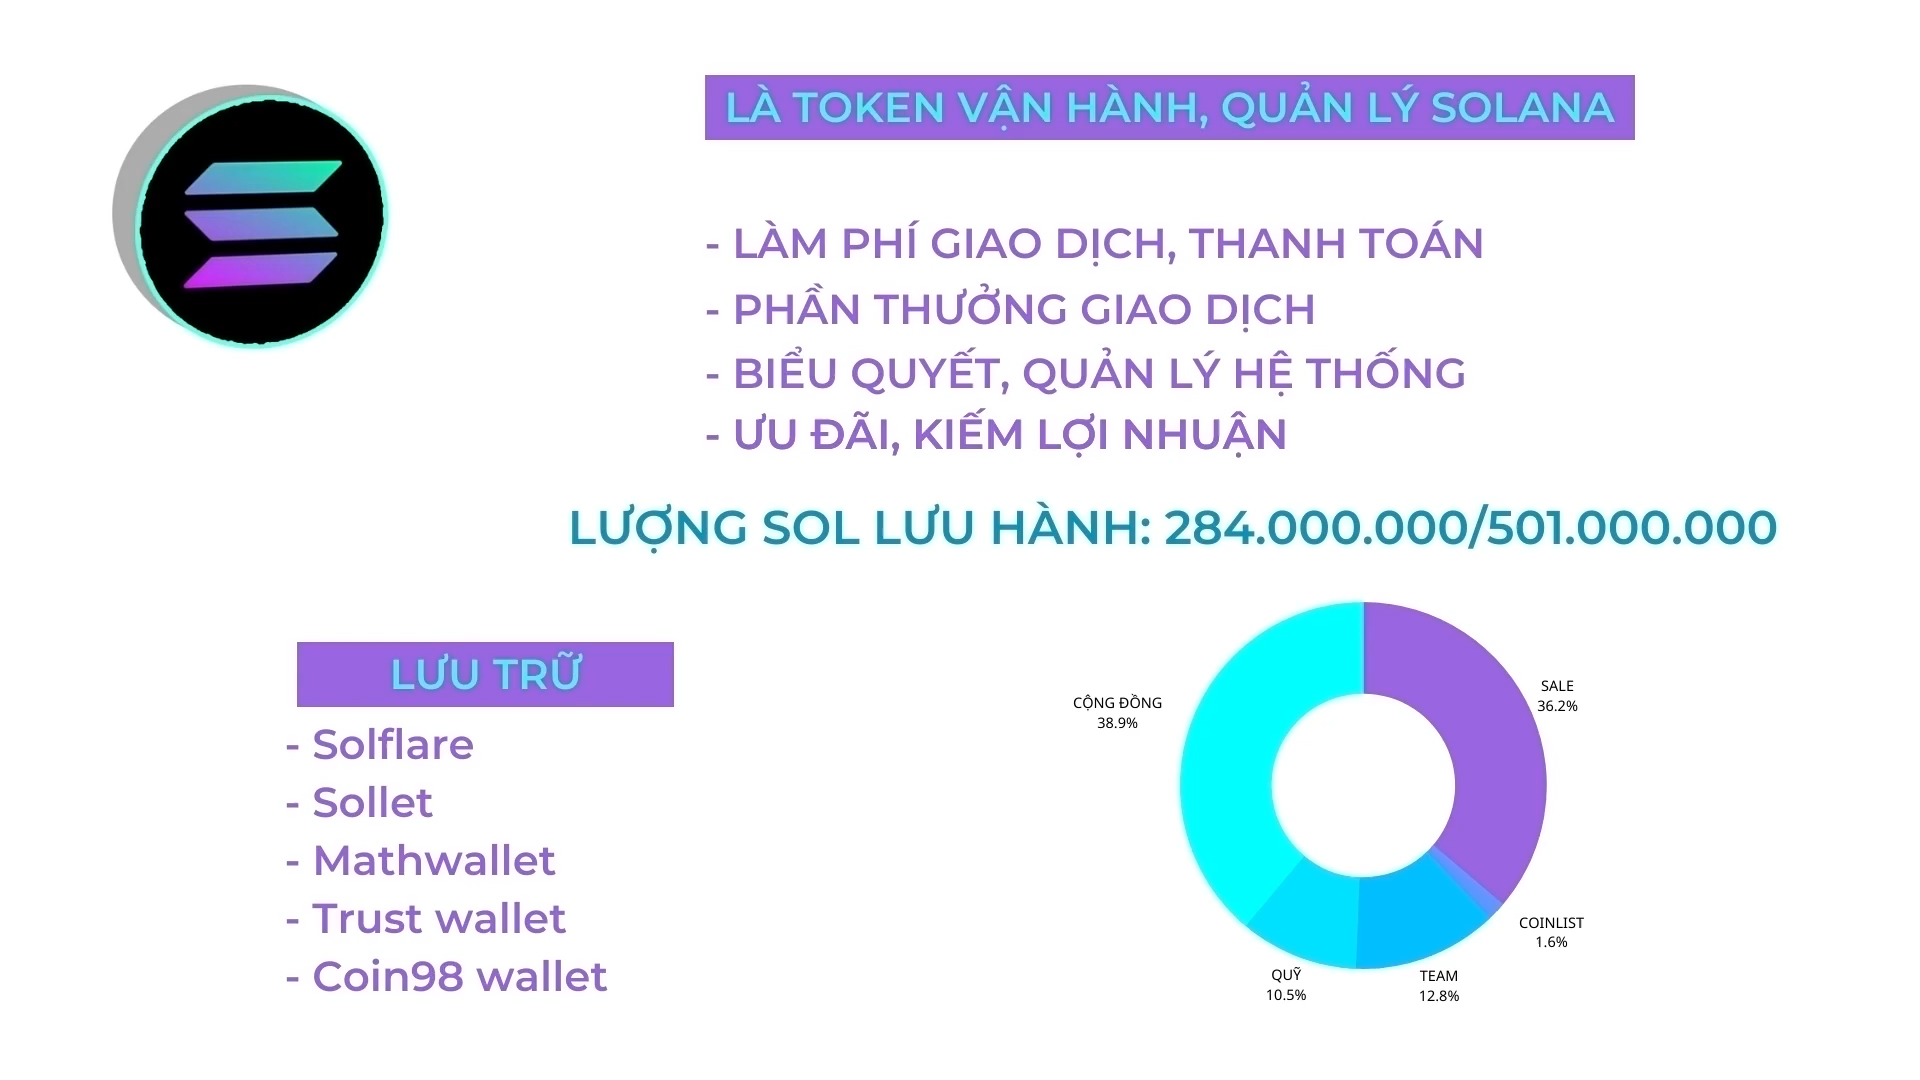 LÀ TOKEN VẬN HÀNH, QUẢN LÝ SOLANA
- LÀM PHÍ GIAO DỊCH, THANH TOÁN
- PHẦN THƯỞNG GIAO DỊCH
- BIỂU QUYẾT, QUẢN LÝ HỆ THỐNG
- ƯU ĐÃI, KIẾM LỢI NHUẬN
LƯỢNG SOL LƯU HÀNH: 284.000.000/501.000.000
LƯU TRỮ
- Solflare
- Sollet
- Mathwallet
- Trust wallet
- Coin98 wallet
CỘNG ĐỒNG
38.9%
SALE
36.2%
COINLIST
1.6%
QUỸ
10.5%
TEAM
12.8%